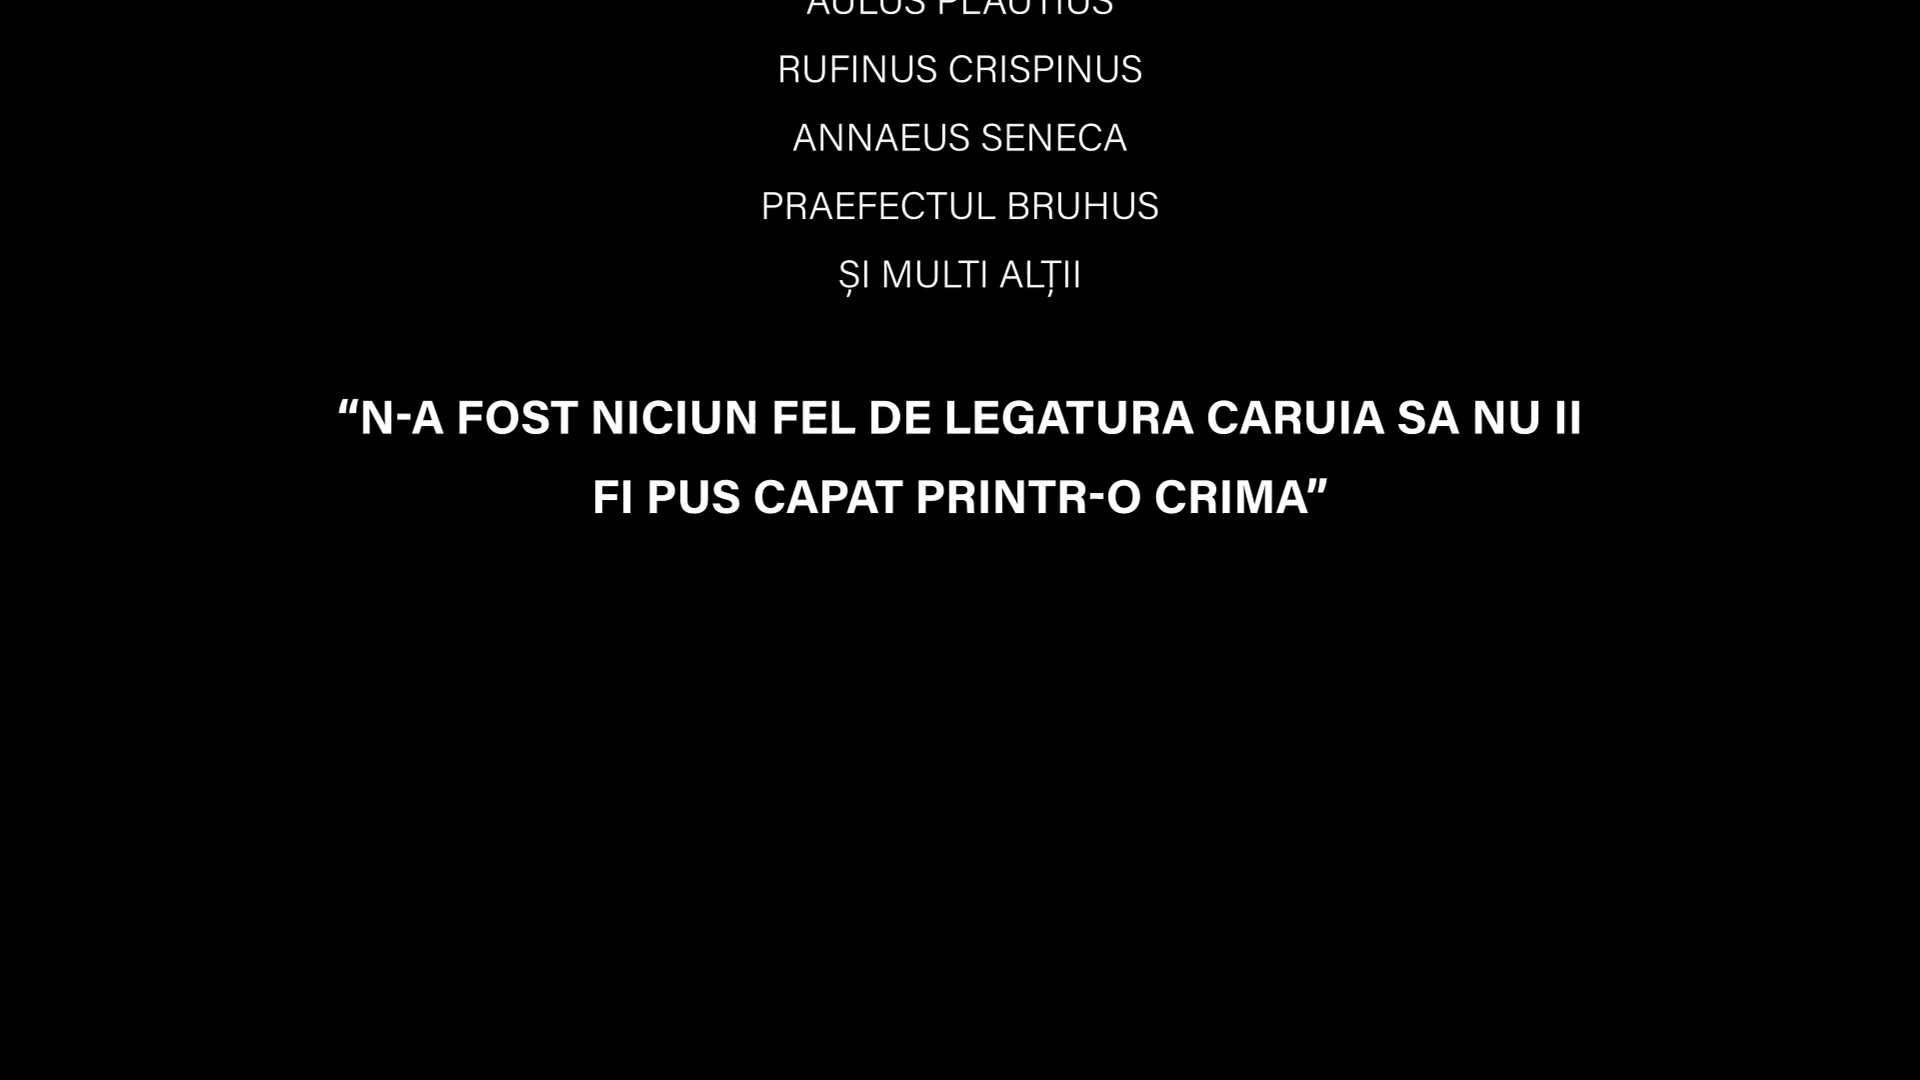 AULUS PLAUTIUS
RUFINUS CRISPINUS
ANNAEUS SENECA
PRAEFECTUL BRUHUS
ȘI MULTI ALȚII
“N-A FOST NICIUN FEL DE LEGATURA CARUIA SA NU II
FI PUS CAPAT PRINTR-O CRIMA”